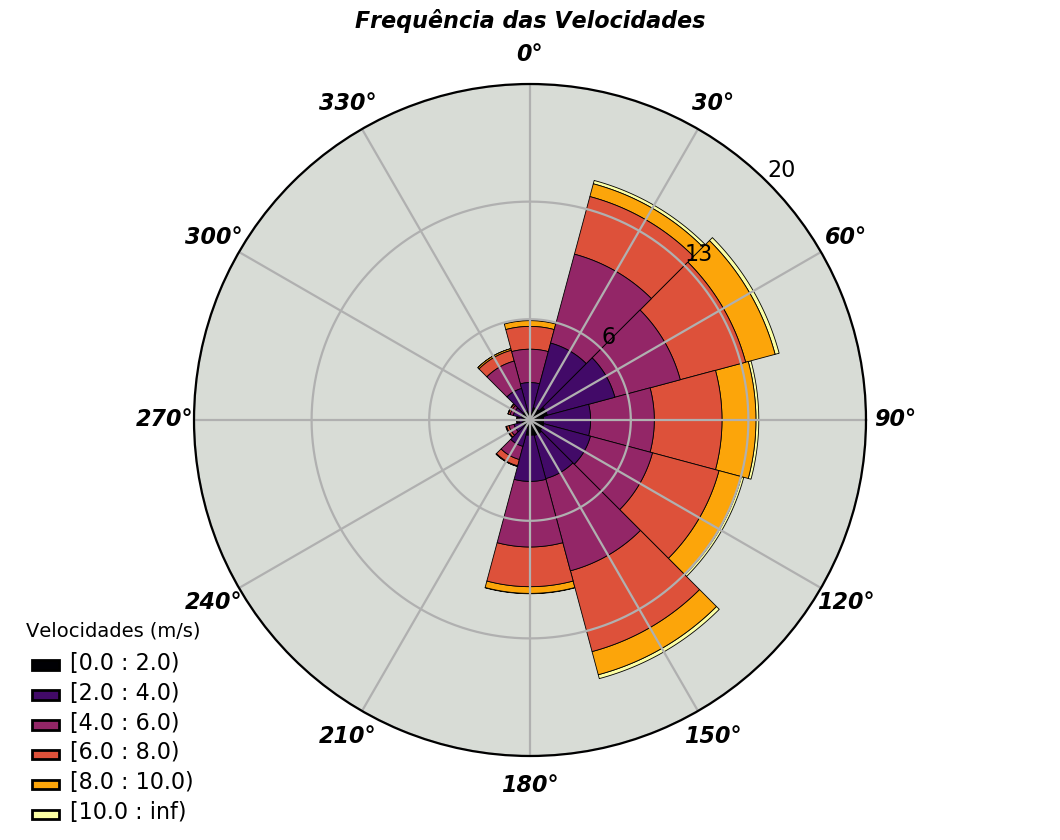 Frequência das Velocidades
0°
330°
30°
20
300°
60°
13
6
270°
90°
240°
120°
210°
150°
180°
Velocidades (m/s)
[0.0 : 2.0)
[2.0 : 4.0)
[4.0 : 6.0)
[6.0 : 8.0)
[8.0 : 10.0)
[10.0 : inf)